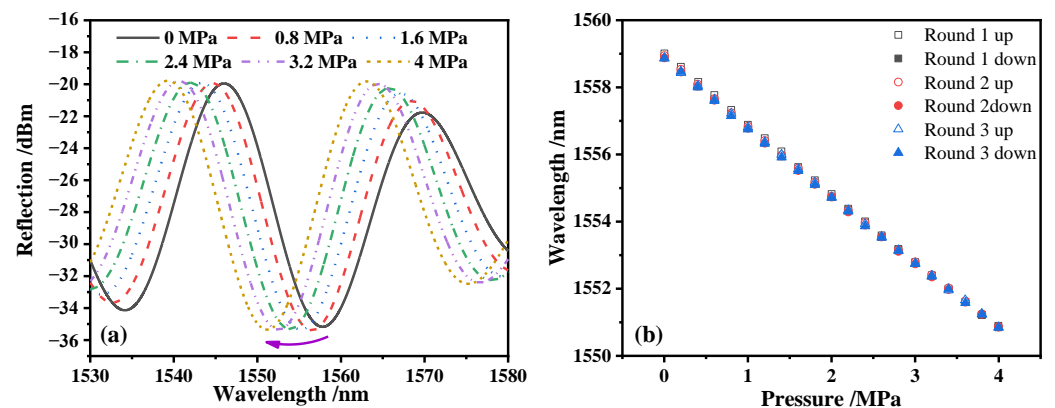 −16
−18
−20
−22
−24
−26
−28
−30
−32
−34
−36
Reflection /dBm
0 MPa 0.8 MPa 1.6 MPa
2.4 MPa 3.2 MPa 4 MPa
(a)
1530 1540 1550 1560 1570 1580
Wavelength /nm
1560
1558
1556
1554
1552
1550
Wavelength /nm
Round 1 up
Round 1 down
Round 2 up
Round 2down
Round 3 up
Round 3 down
(b)
0 1 2 3 4
Pressure /MPa